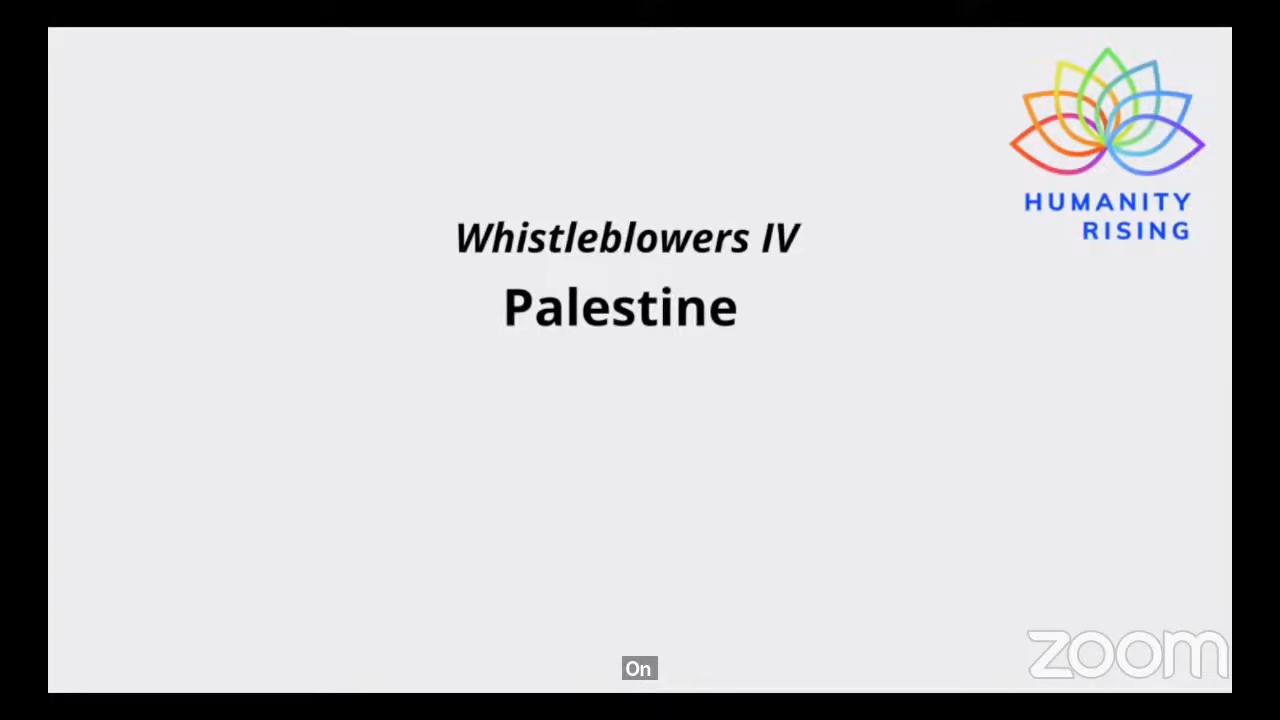 HUMANITY
RISING
Whistleblowers IV
Palestine
On
zoom